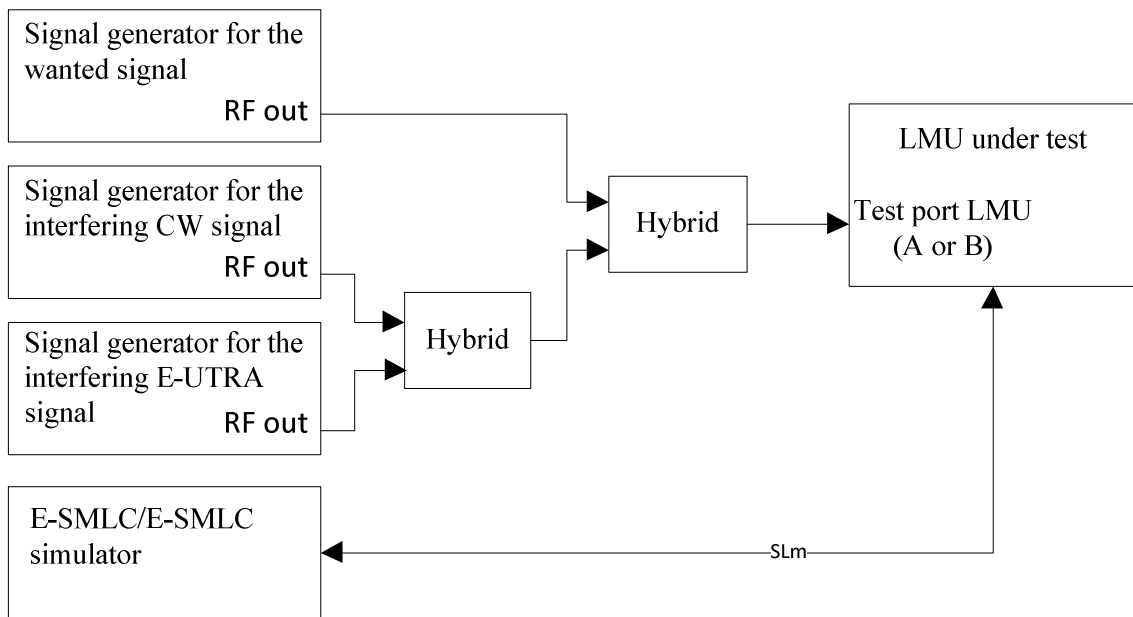 Signal generator for the
wanted signal
RF out
Signal generator for the
interfering CW signal
RF out
Signal generator for the
interfering E-UTRA
signal
RF out
Hybrid
Hybrid
LMU under test
Test port LMU
(A or B)
E-SMLC/E-SMLC
simulator
SLm